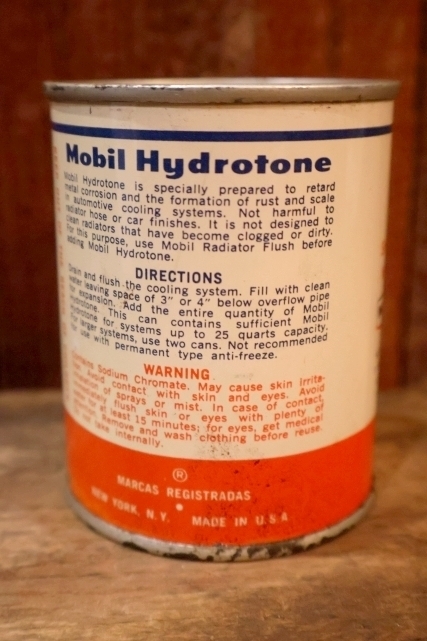 Mobil Hydrotone
Mobil Hydrotone is specially prepared to retard
metal corrosion and the formation of rust and scale
in automotive cooling systems. Not harmful to
radiator hose or car finishes. It is not designed to
clean radiators that have become clogged or dirty.
For this purpose, use Mobil Radiator Flush before
adding Mobil Hydrotone.
DIRECTIONS
Drain and flush the cooling system. Fill with clean
water leaving space of 3" or 4" below overflow pipe
for expansion. Add the entire quantity of Mobil
Hydrotone. This can contains sufficient Mobil
Hydrotone for systems up to 25 quarts capacity.
For larger systems, use two cans. Not recommended
for use with permanent type anti-freeze.
WARNING
Contains Sodium Chromate. May cause skin irrita-
tion. Avoid contact with skin and eyes. Avoid
of sprays or mist. In case of contact,
immediately flush skin or eyes with plenty of
water for at least 15 minutes; for eyes, get medical
Remove and wash clothing before reuse.
Do not take internally.
®
MARCAS REGISTRADAS
NEW YORK, N.Y. • MADE IN U.S.A.